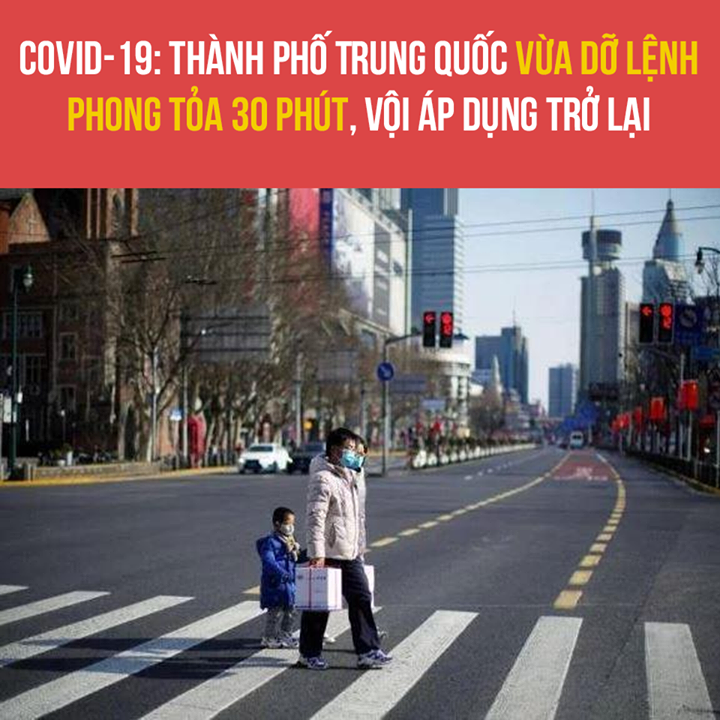 COVID-19: THÀNH PHỐ TRUNG QUỐC VỪA DỠ LỆNH
PHONG TỎA 30 PHÚT, VỘI ÁP DỤNG TRỞ LẠI